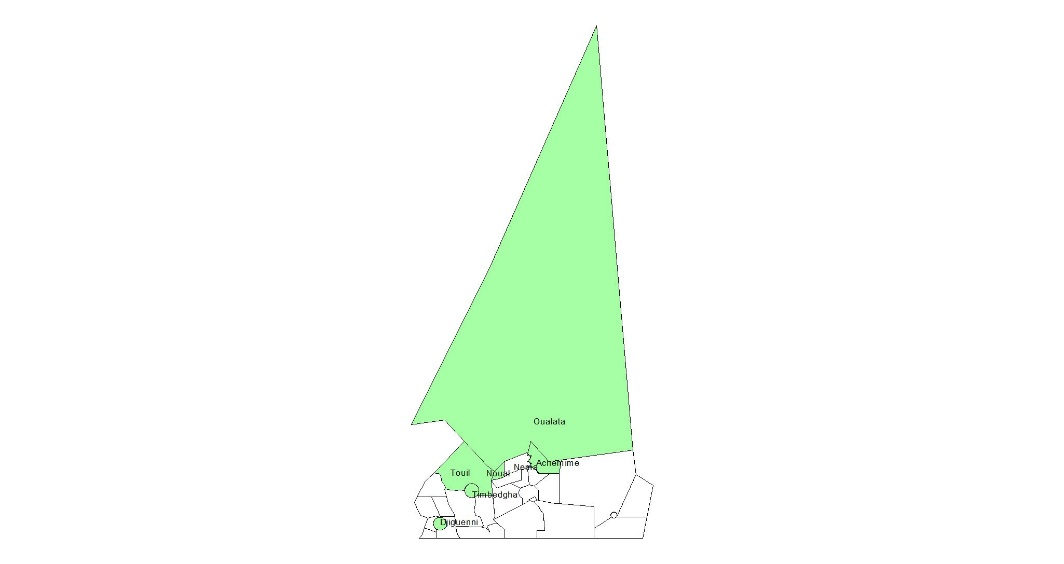 Oualata
Achemime
Nema
Touil
Noual
Timbedgha
Djiguenni